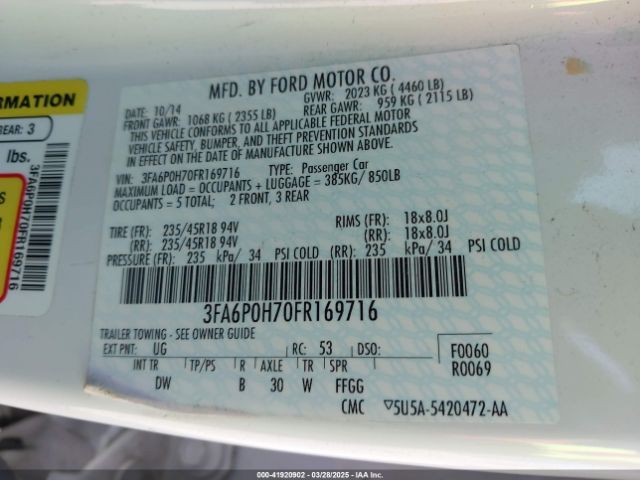 MFD. BY FORD MOTOR CO.
DATE: 10/14 GVWR: 2023 KG ( 4460 LB)
FRONT GAWR: 1068 KG ( 2355 LB) REAR GAWR: 959 KG ( 2115 LB)
THIS VEHICLE CONFORMS TO ALL APPLICABLE FEDERAL MOTOR
VEHICLE SAFETY, BUMPER, AND THEFT PREVENTION STANDARDS
IN EFFECT ON THE DATE OF MANUFACTURE SHOWN ABOVE.
VIN: 3FA6P0H70FR169716 TYPE: Passenger Car
MAXIMUM LOAD = OCCUPANTS + LUGGAGE = 385KG/ 850LB
OCCUPANTS = 5 TOTAL; 2 FRONT, 3 REAR
TIRE (FR): 235/45R18 94V RIMS (FR): 18x8.0J
(RR): 235/45R18 94V (RR): 18x8.0J
PRESSURE (FR): 235 kPa/ 34 PSI COLD (RR): 235 kPa/ 34 PSI COLD
3FA6P0H70FR169716
TRAILER TOWING - SEE OWNER GUIDE
EXT PNT: UG RC: 53 DSO: F0060
INT TR TP/PS R AXLE TR SPR R0069
DW B 30 W FFGG
CMC ▽5U5A-5420472-AA
ORMATION
REAR: 3
lbs.
3FA6P0H70FR169716
000-41920902 - 03/28/2025 - IAAI, Inc.